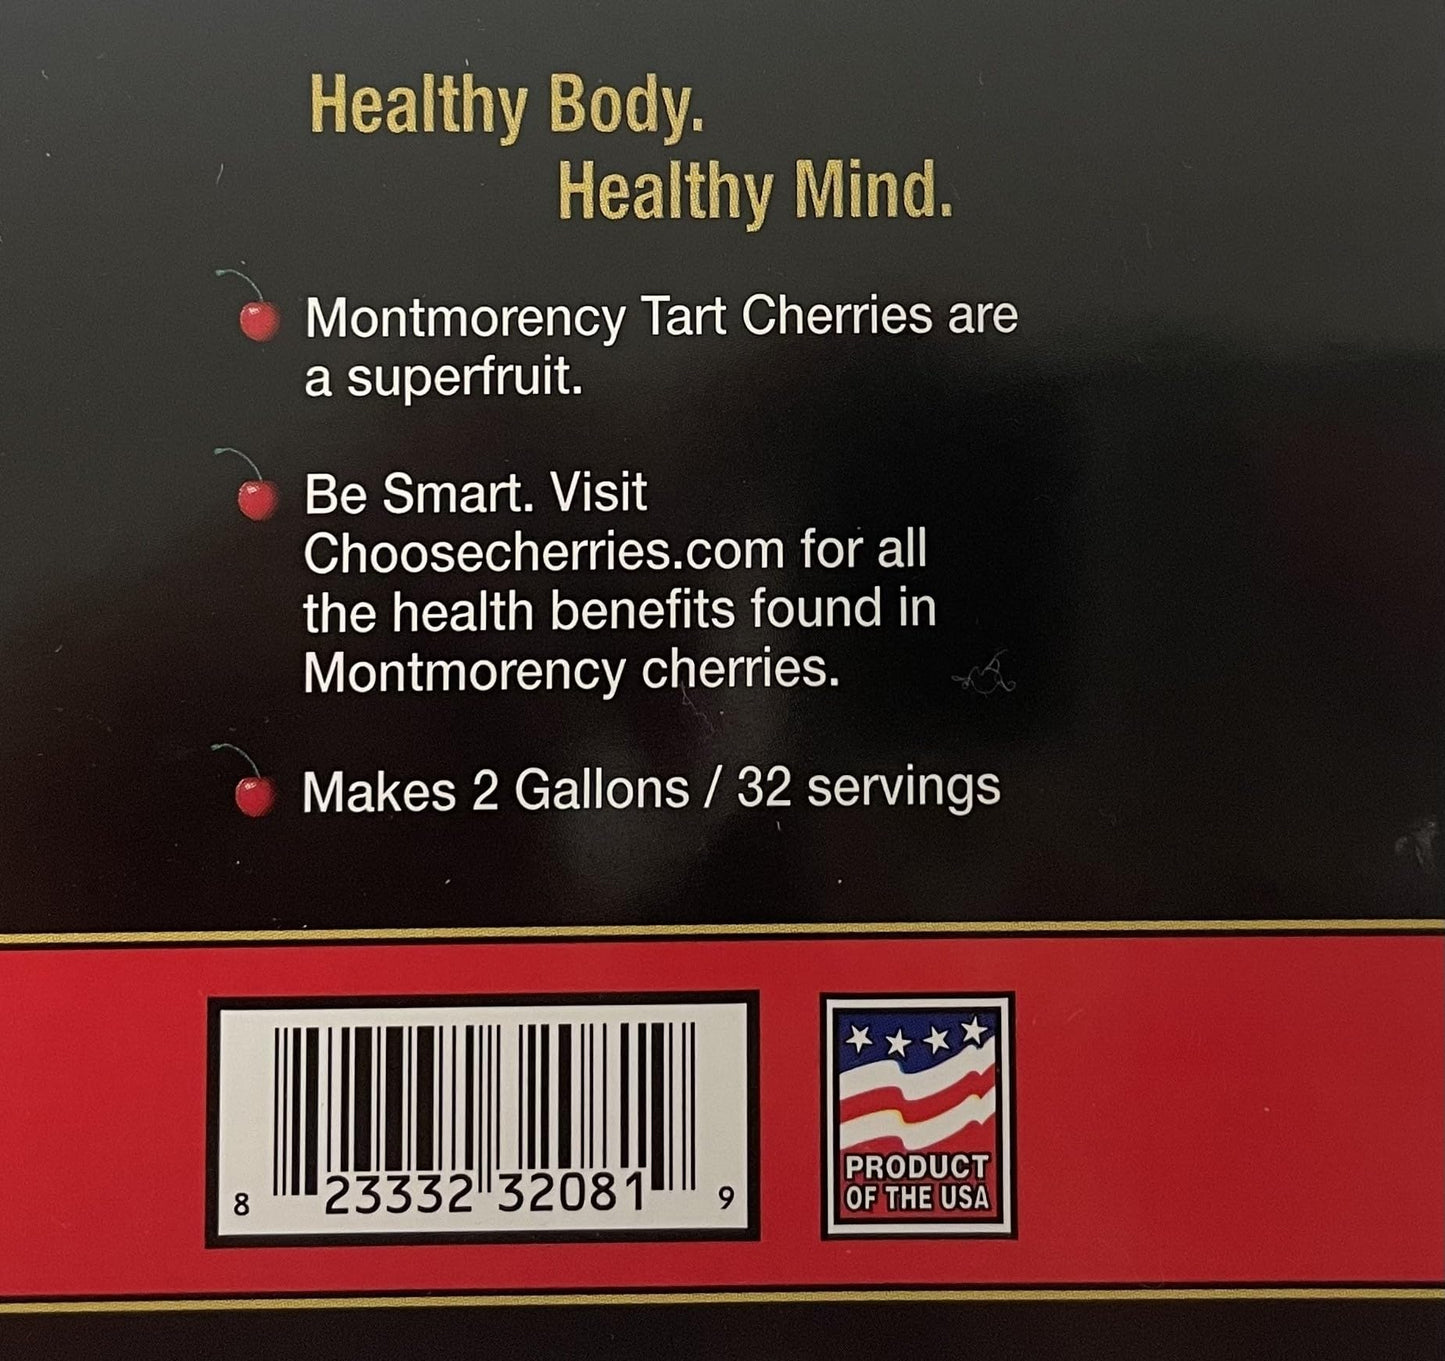 Healthy Body.
Healthy Mind.
Montmorency Tart Cherries are
a superfruit.
Be Smart. Visit
Choosecherries.com for all
the health benefits found in
Montmorency cherries.
Makes 2 Gallons / 32 servings
8 23332 32081 9
PRODUCT
OF THE USA